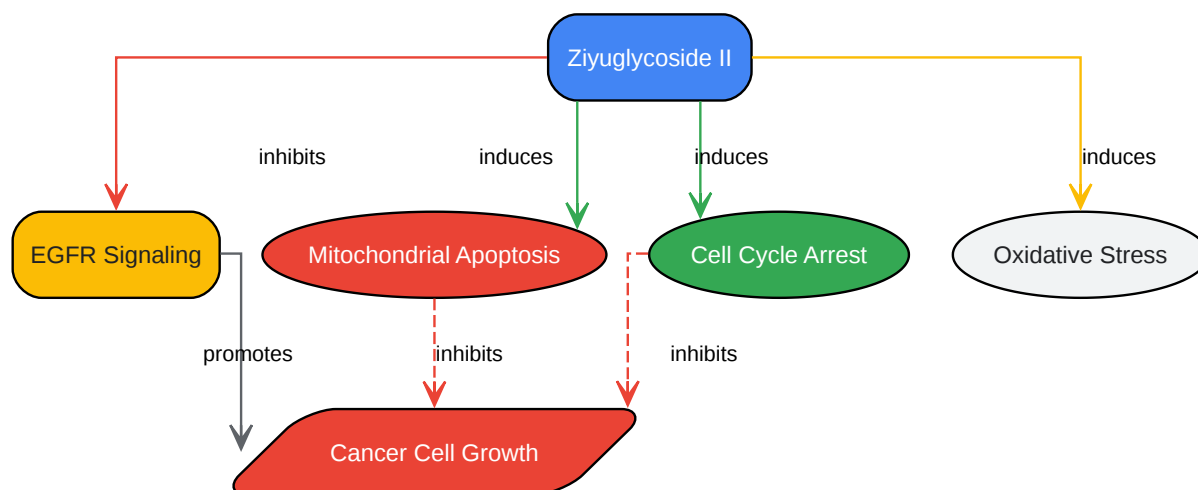 Ziyuglycoside II
inhibits
induces
induces
induces
EGFR Signaling
Mitochondrial Apoptosis
Cell Cycle Arrest
Oxidative Stress
promotes
inhibits
inhibits
Cancer Cell Growth